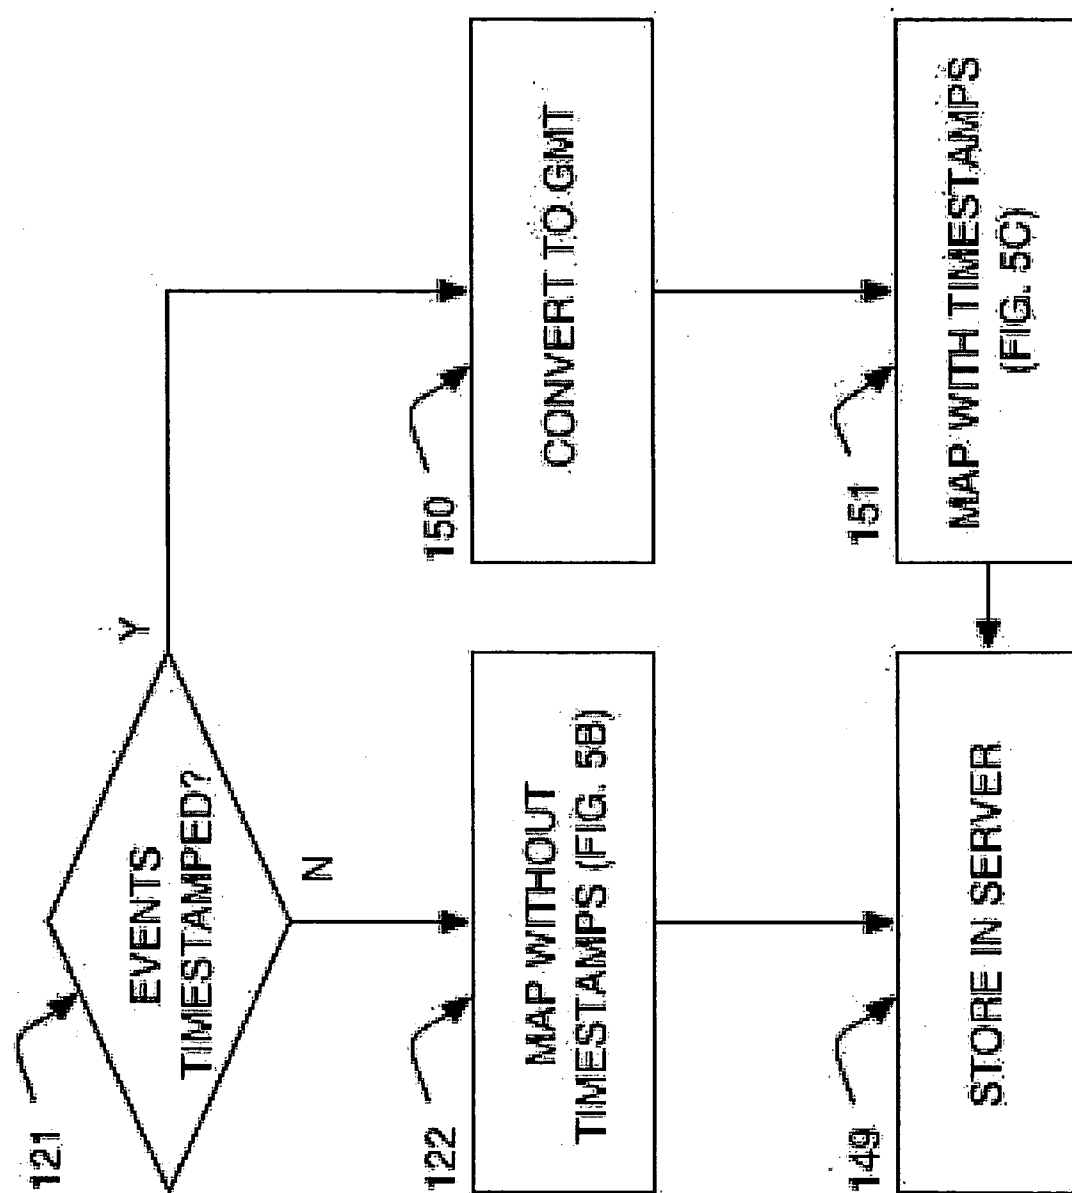 121
EVENTS
TIMESTAMPED?
Y
N
122
MAP WITHOUT
TIMESTAMPS (FIG. 5B)
150
CONVERT TO GMT
149
STORE IN SERVER
151
MAP WITH TIMESTAMPS
(FIG. 5C)